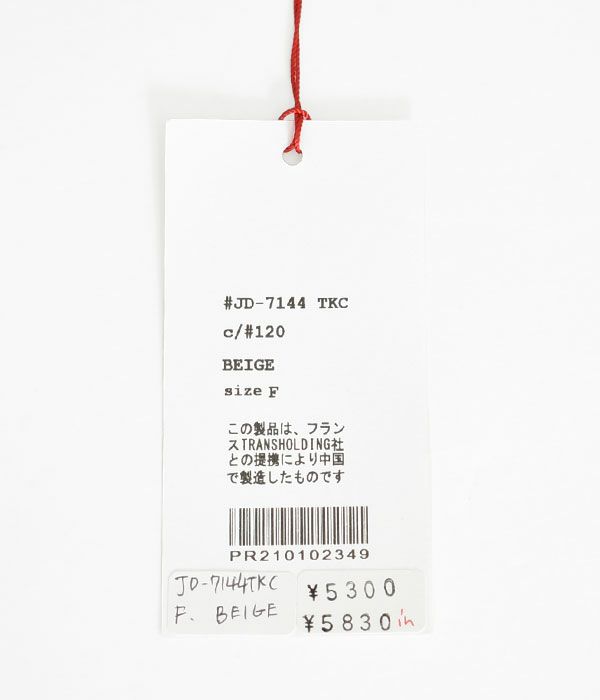 #JD-7144 TKC
c/#120
BEIGE
size F
この製品は、フラン
スTRANSHOLDING社
との提携により中国
で製造したものです
PR210102349
JD-7144TKC
F. BEIGE
¥5300
¥5830 in